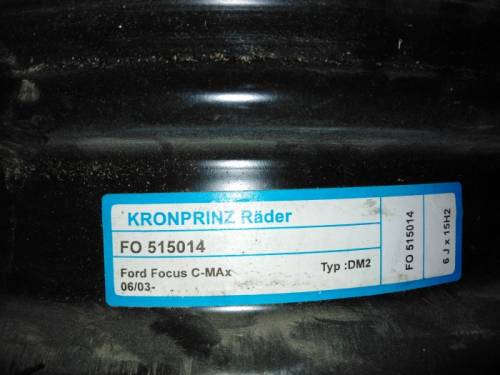 KRONPRINZ Räder
FO 515014
Ford Focus C-MAx
Typ :DM2
06/03-
FO 515014
6 J x 15H2